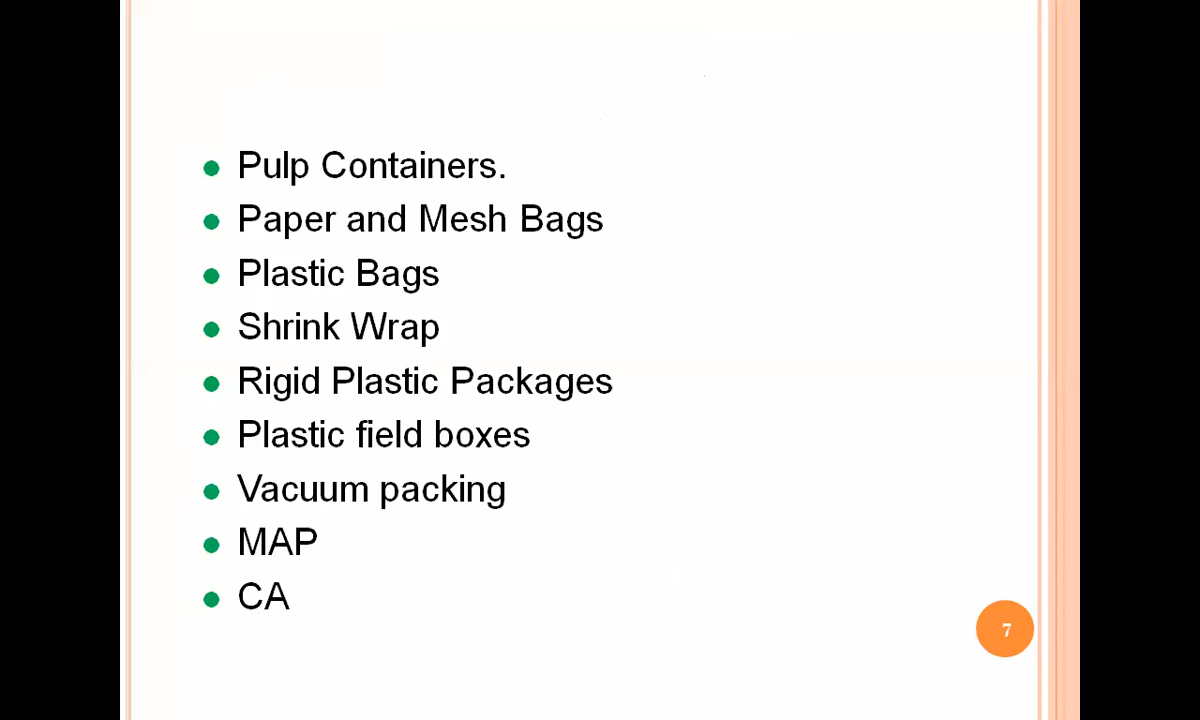 Pulp Containers.
Paper and Mesh Bags
Plastic Bags
Shrink Wrap
Rigid Plastic Packages
Plastic field boxes
Vacuum packing
MAP
CA
7